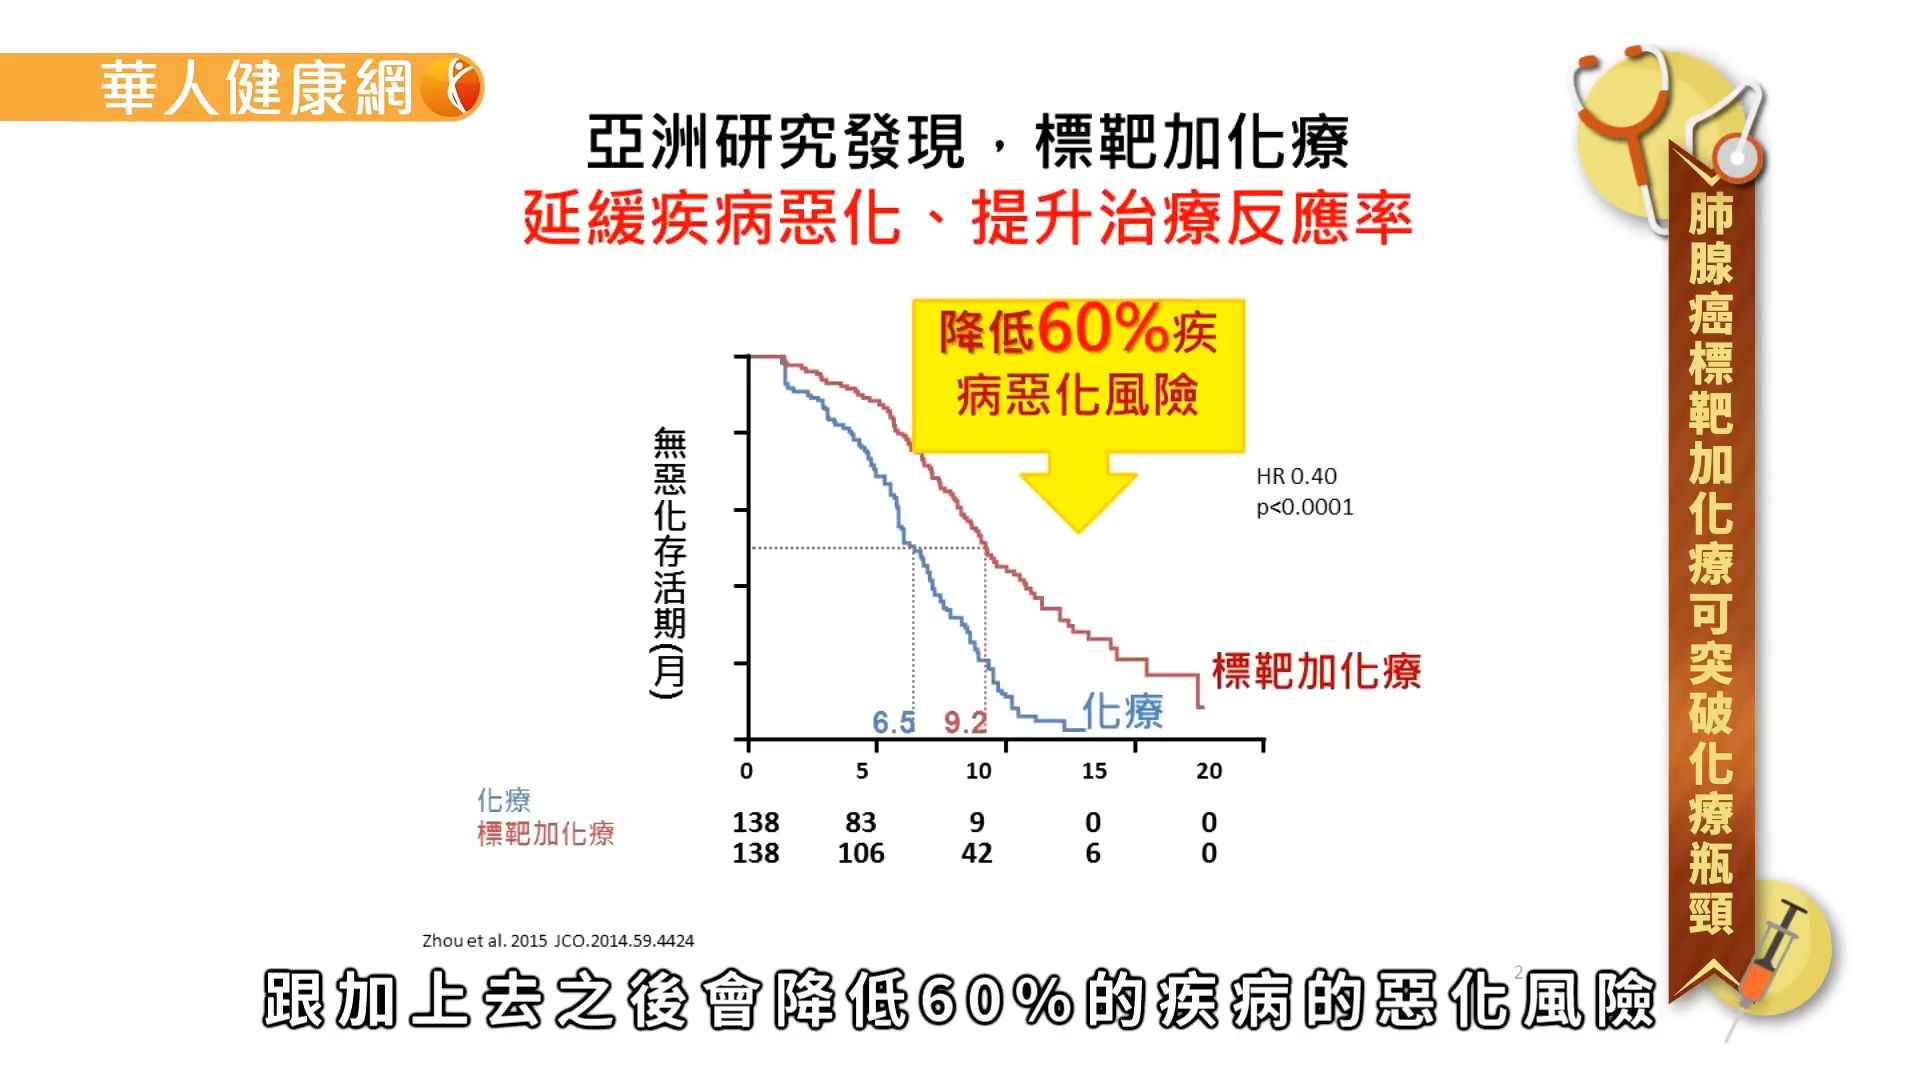 華人健康網
亞洲研究發現，標靶加化療
延緩疾病惡化、提升治療反應率
降低60%疾
病惡化風險
無惡化存活期(月)
HR 0.40
p<0.0001
標靶加化療
化療
6.5 9.2
0 5 10 15 20
化療 138 83 9 0 0
標靶加化療 138 106 42 6 0
Zhou et al. 2015 JCO.2014.59.4424
2
跟加上去之後會降低60%的疾病的惡化風險
肺腺癌標靶加化療可突破化療瓶頸